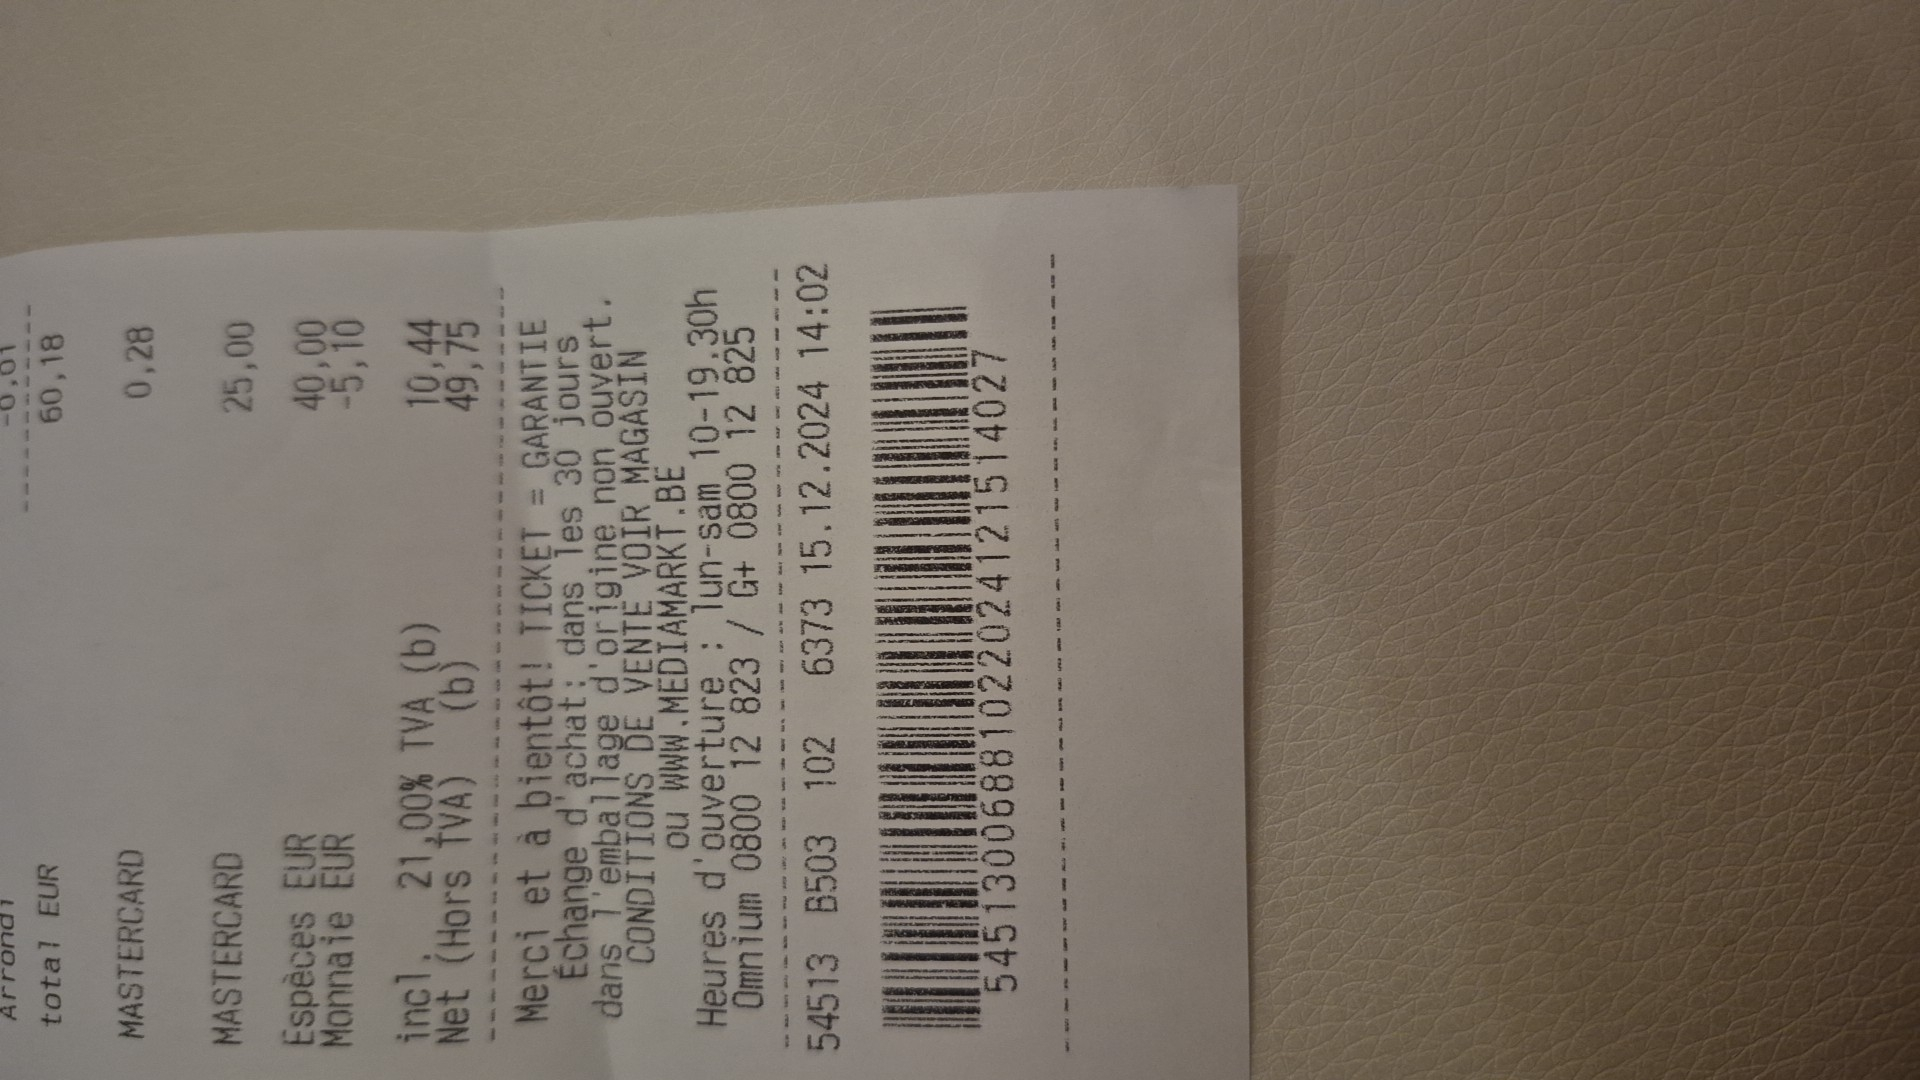 Arrondi -0,01
total EUR 60,18
MASTERCARD 0,28
MASTERCARD 25,00
Espèces EUR 40,00
Monnaie EUR -5,10
incl. 21,00% TVA (b) 10,44
Net (Hors TVA) (b) 49,75
Merci et à bientôt! TICKET = GARANTIE
Échange d'achat: dans les 30 jours
dans l'emballage d'origine non ouvert.
CONDITIONS DE VENTE VOIR MAGASIN
ou WWW.MEDIAMARKT.BE
Heures d'ouverture : lun-sam 10-19.30h
Omnium 0800 12 823 / G+ 0800 12 825
54513 B503 102 6373 15.12.2024 14:02
54513006881022024121514027